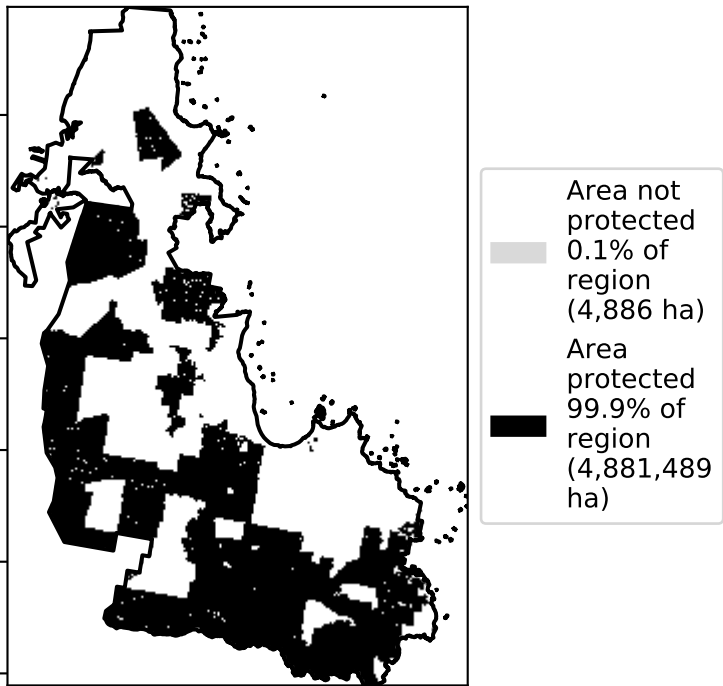 Area not
protected
0.1% of
region
(4,886 ha)
Area
protected
99.9% of
region
(4,881,489
ha)